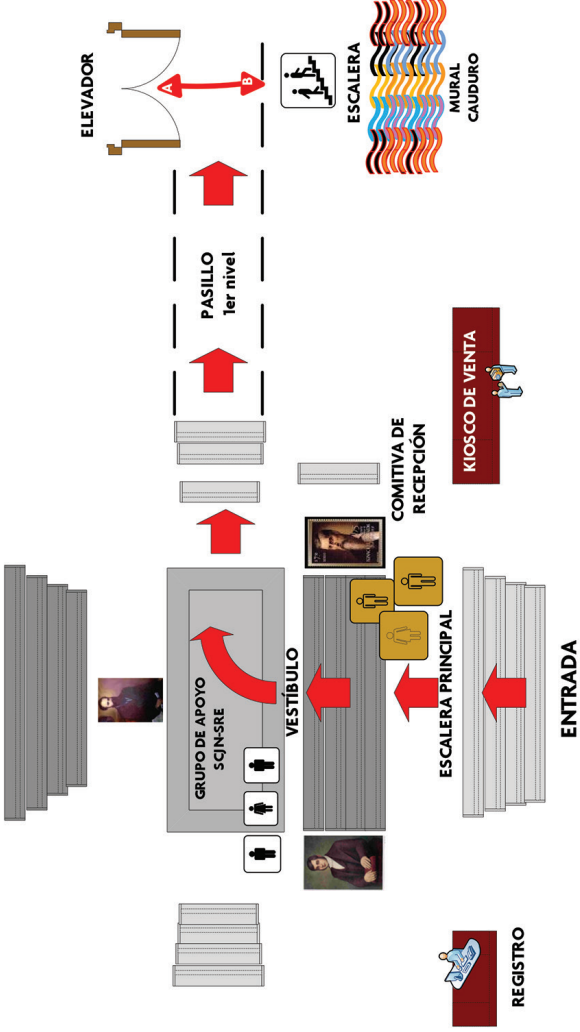 ELEVADOR
A
B
ESCALERA
MURAL
CAUDURO
PASILLO
1er nivel
GRUPO DE APOYO
SCJN-SRE
VESTÍBULO
COMITIVA DE
RECEPCIÓN
ESCALERA PRINCIPAL
KIOSCO DE VENTA
ENTRADA
REGISTRO